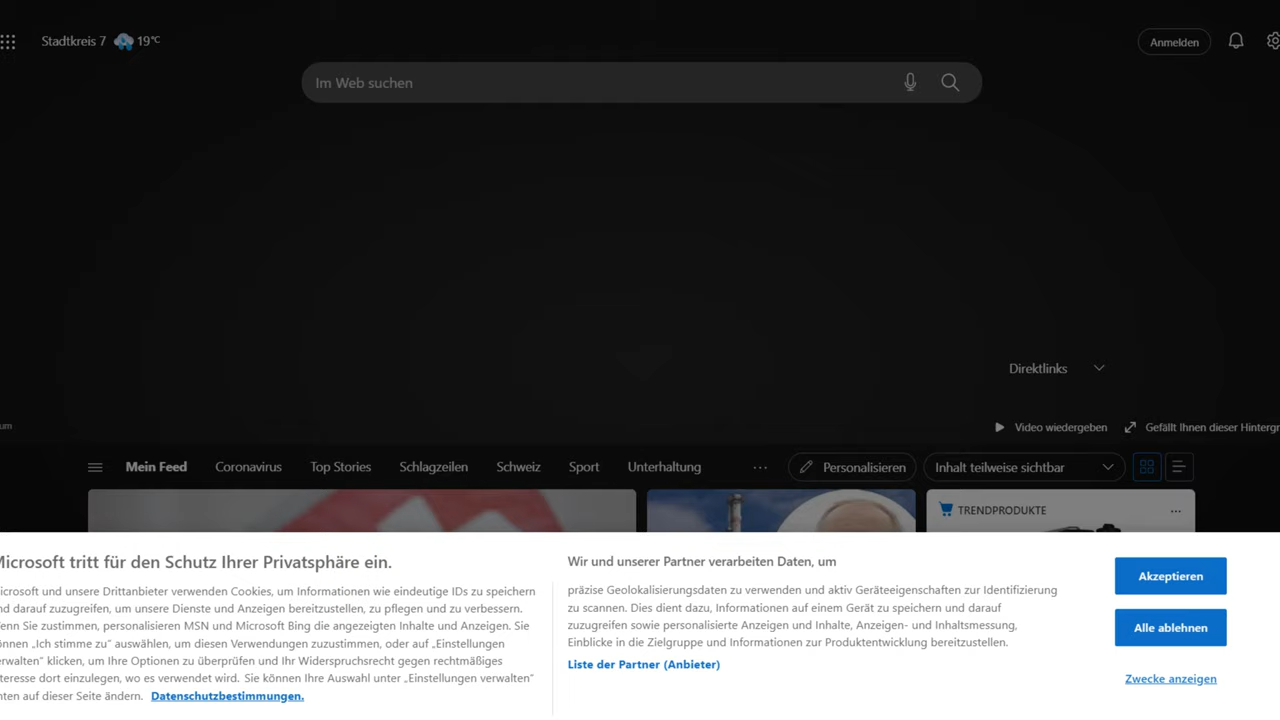 Stadtkreis 7 19°C
Anmelden
Im Web suchen
Direktlinks
Video wiedergeben
Gefällt Ihnen dieser Hintergr
um
Mein Feed Coronavirus Top Stories Schlagzeilen Schweiz Sport Unterhaltung ... Personalisieren Inhalt teilweise sichtbar
TRENDPRODUKTE ...
Microsoft tritt für den Schutz Ihrer Privatsphäre ein.
icrosoft und unsere Drittanbieter verwenden Cookies, um Informationen wie eindeutige IDs zu speichern
nd darauf zuzugreifen, um unsere Dienste und Anzeigen bereitzustellen, zu pflegen und zu verbessern.
enn Sie zustimmen, personalisieren MSN und Microsoft Bing die angezeigten Inhalte und Anzeigen. Sie
önnen „Ich stimme zu" auswählen, um diesen Verwendungen zuzustimmen, oder auf „Einstellungen
erwalten" klicken, um Ihre Optionen zu überprüfen und Ihr Widerspruchsrecht gegen rechtmäßiges
nteresse dort einzulegen, wo es verwendet wird. Sie können Ihre Auswahl unter „Einstellungen verwalten"
nten auf dieser Seite ändern. Datenschutzbestimmungen.
Wir und unserer Partner verarbeiten Daten, um
präzise Geolokalisierungsdaten zu verwenden und aktiv Geräteeigenschaften zur Identifizierung
zu scannen. Dies dient dazu, Informationen auf einem Gerät zu speichern und darauf
zuzugreifen sowie personalisierte Anzeigen und Inhalte, Anzeigen- und Inhaltsmessung,
Einblicke in die Zielgruppe und Informationen zur Produktentwicklung bereitzustellen.
Liste der Partner (Anbieter)
Akzeptieren
Alle ablehnen
Zwecke anzeigen